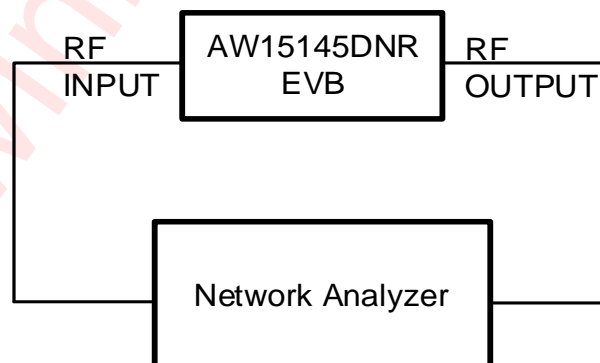 RF
INPUT
AW15145DNR
EVB
RF
OUTPUT
Network Analyzer